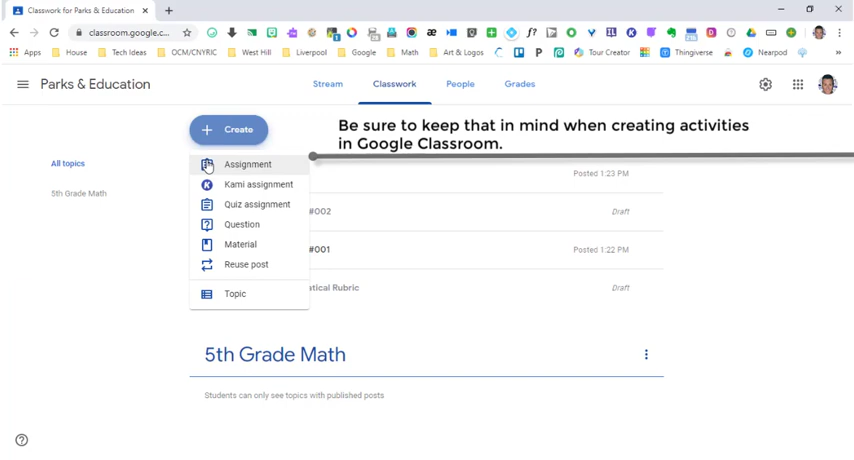 Classwork for Parks & Education
classroom.google.c...
Apps House Tech Ideas OCM/CNYRIC West Hill Liverpool Google Math Art & Logos Tour Creator Thingiverse Nearpod
Parks & Education Stream Classwork People Grades
Create
Be sure to keep that in mind when creating activities
in Google Classroom.
All topics
5th Grade Math
Assignment
Posted 1:23 PM
Kami assignment
Quiz assignment
#002 Draft
Question
Material
#001 Posted 1:22 PM
Reuse post
atical Rubric Draft
Topic
5th Grade Math
Students can only see topics with published posts